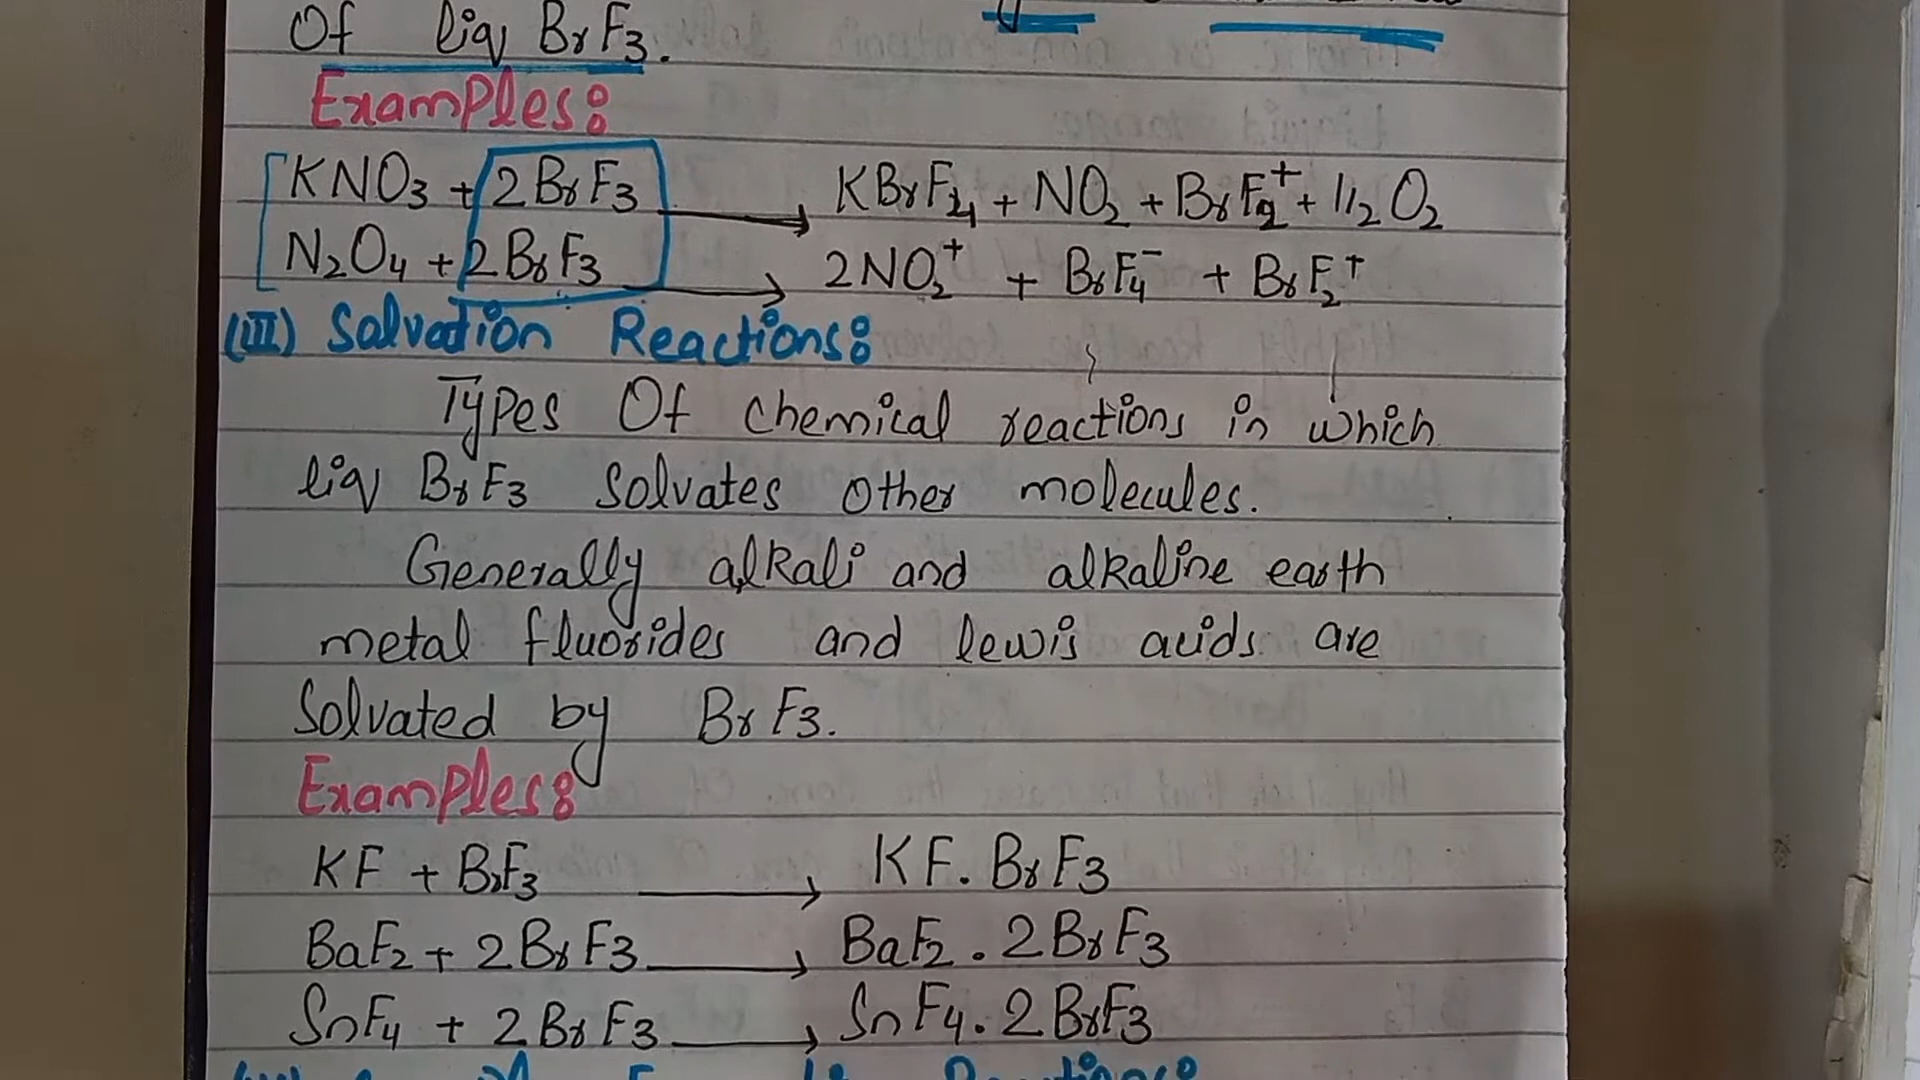 Of liq BrF3.
Examples:
KNO3 + 2BrF3 → KBrF4 + NO2 + BrF2+ + 1/2 O2
N2O4 + 2BrF3 → 2NO2+ + BrF4- + BrF2+
(III) Solvation Reactions:
Types Of chemical reactions in which
liq BrF3 Solvates other molecules.
Generally alkali and alkaline earth
metal fluorides and lewis acids are
Solvated by BrF3.
Examples:
KF + BrF3 → KF. BrF3
BaF2 + 2BrF3 → BaF2 . 2BrF3
SnF4 + 2BrF3 → SnF4. 2BrF3
Reactions: